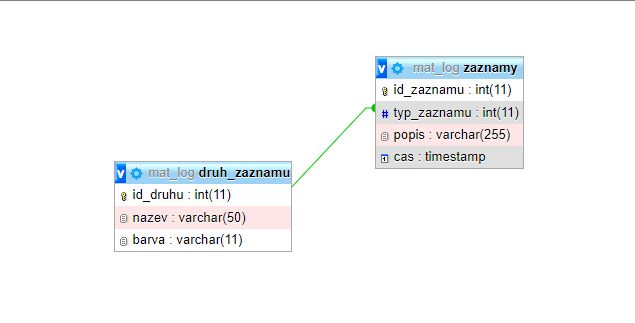 v mat_log zaznamy
id_zaznamu : int(11)
# typ_zaznamu : int(11)
popis : varchar(255)
cas : timestamp
v mat_log druh_zaznamu
id_druhu : int(11)
nazev : varchar(50)
barva : varchar(11)